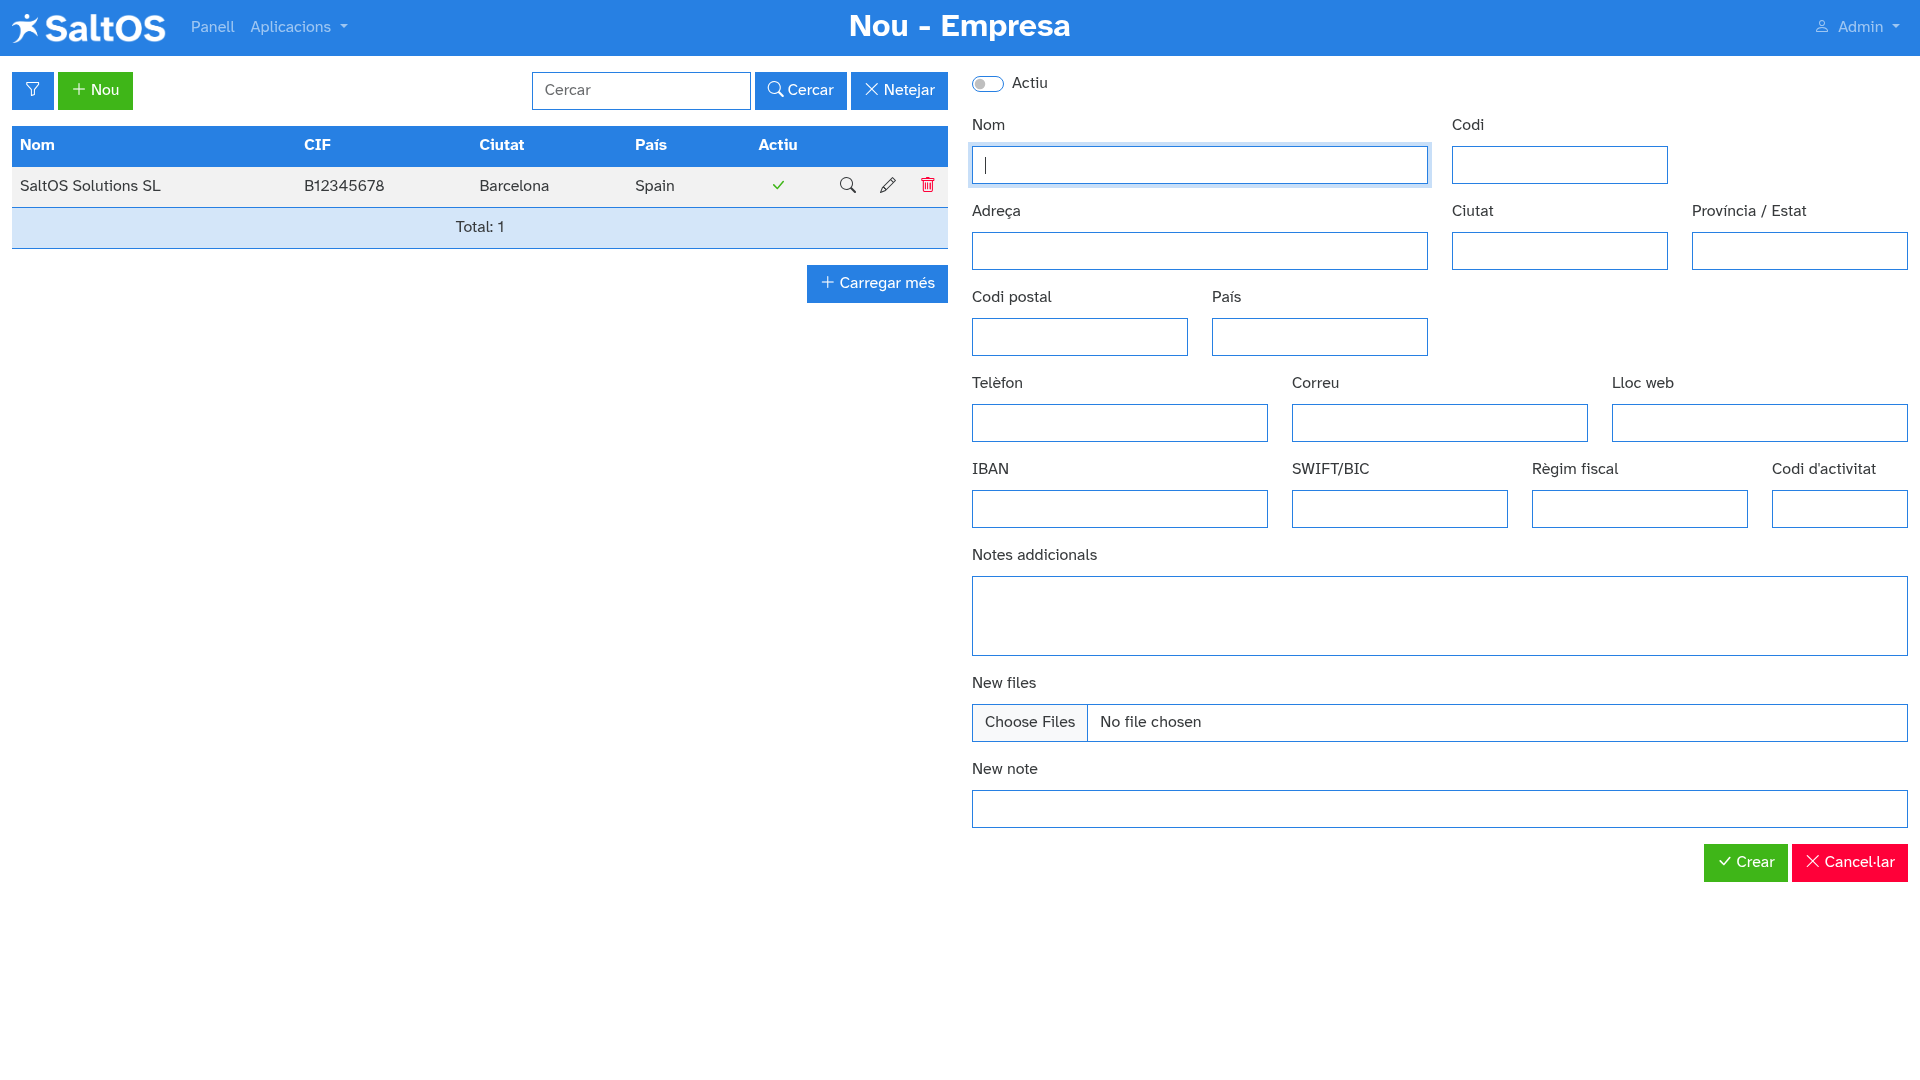 SaltOS Panell Aplicacions Nou - Empresa Admin
Nou Cercar Cercar Netejar
Nom CIF Ciutat País Actiu
SaltOS Solutions SL B12345678 Barcelona Spain
Total: 1
Carregar més
Actiu
Nom Codi
Adreça Ciutat Província / Estat
Codi postal País
Telèfon Correu Lloc web
IBAN SWIFT/BIC Règim fiscal Codi d'activitat
Notes addicionals
New files
Choose Files No file chosen
New note
Crear Cancel·lar